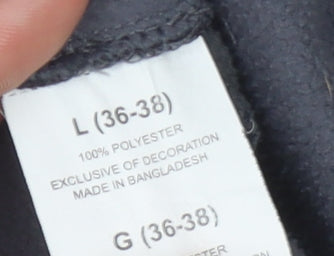 L (36-38)
100% POLYESTER
EXCLUSIVE OF DECORATION
MADE IN BANGLADESH
G (36-38)